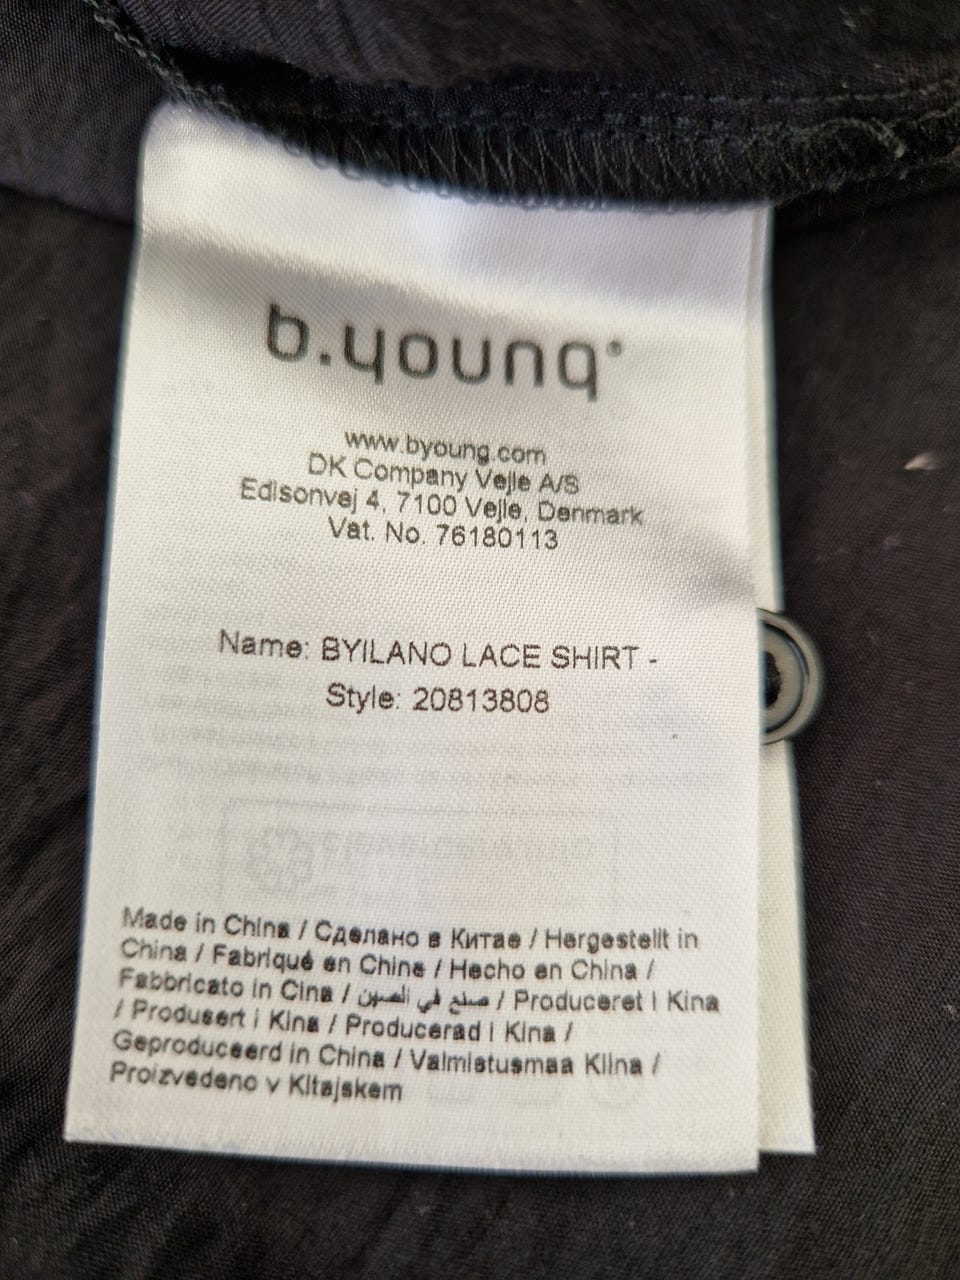 b.young®
www.byoung.com
DK Company Vejle A/S
Edisonvej 4, 7100 Vejle, Denmark
Vat. No. 76180113
Name: BYILANO LACE SHIRT -
Style: 20813808
Made in China / Сделано в Китае / Hergestellt in
China / Fabriqué en Chine / Hecho en China /
Fabbricato in Cina / صنع في الصين / Produceret i Kina
/ Produsert i Kina / Producerad i Kina /
Geproduceerd in China / Valmistusmaa Kiina /
Proizvedeno v Kitajskem